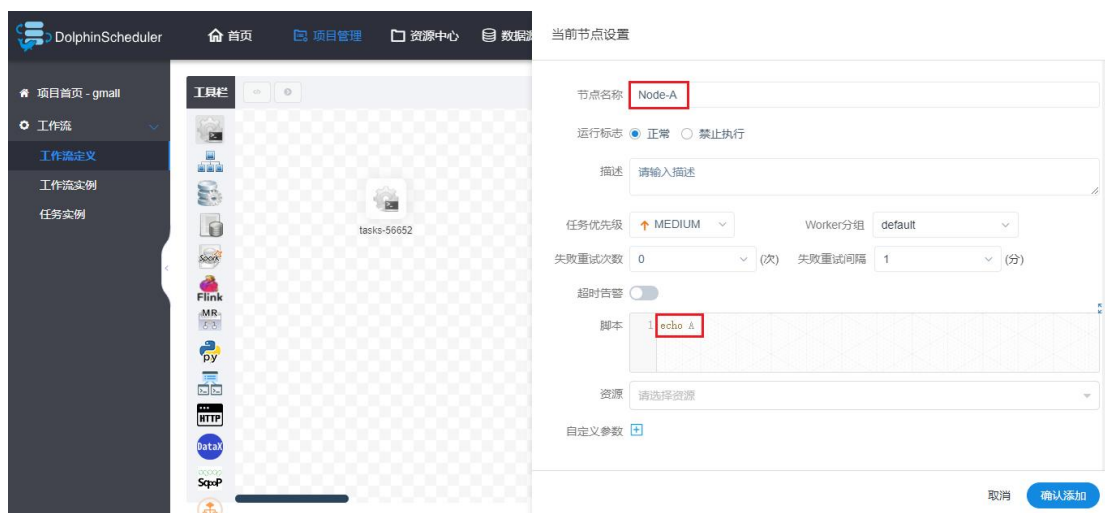 DolphinScheduler 首页 项目管理 资源中心 数据源
项目首页 - gmall
工作流
工作流定义
工作流实例
任务实例
工具栏
Spark
Flink
MR
py
HTTP
DataX
Sqoop
tasks-56652
当前节点设置
节点名称 Node-A
运行标志 正常 禁止执行
描述 请输入描述
任务优先级 MEDIUM Worker分组 default
失败重试次数 0 (次) 失败重试间隔 1 (分)
超时告警
脚本 1 echo A
资源 请选择资源
自定义参数
取消 确认添加